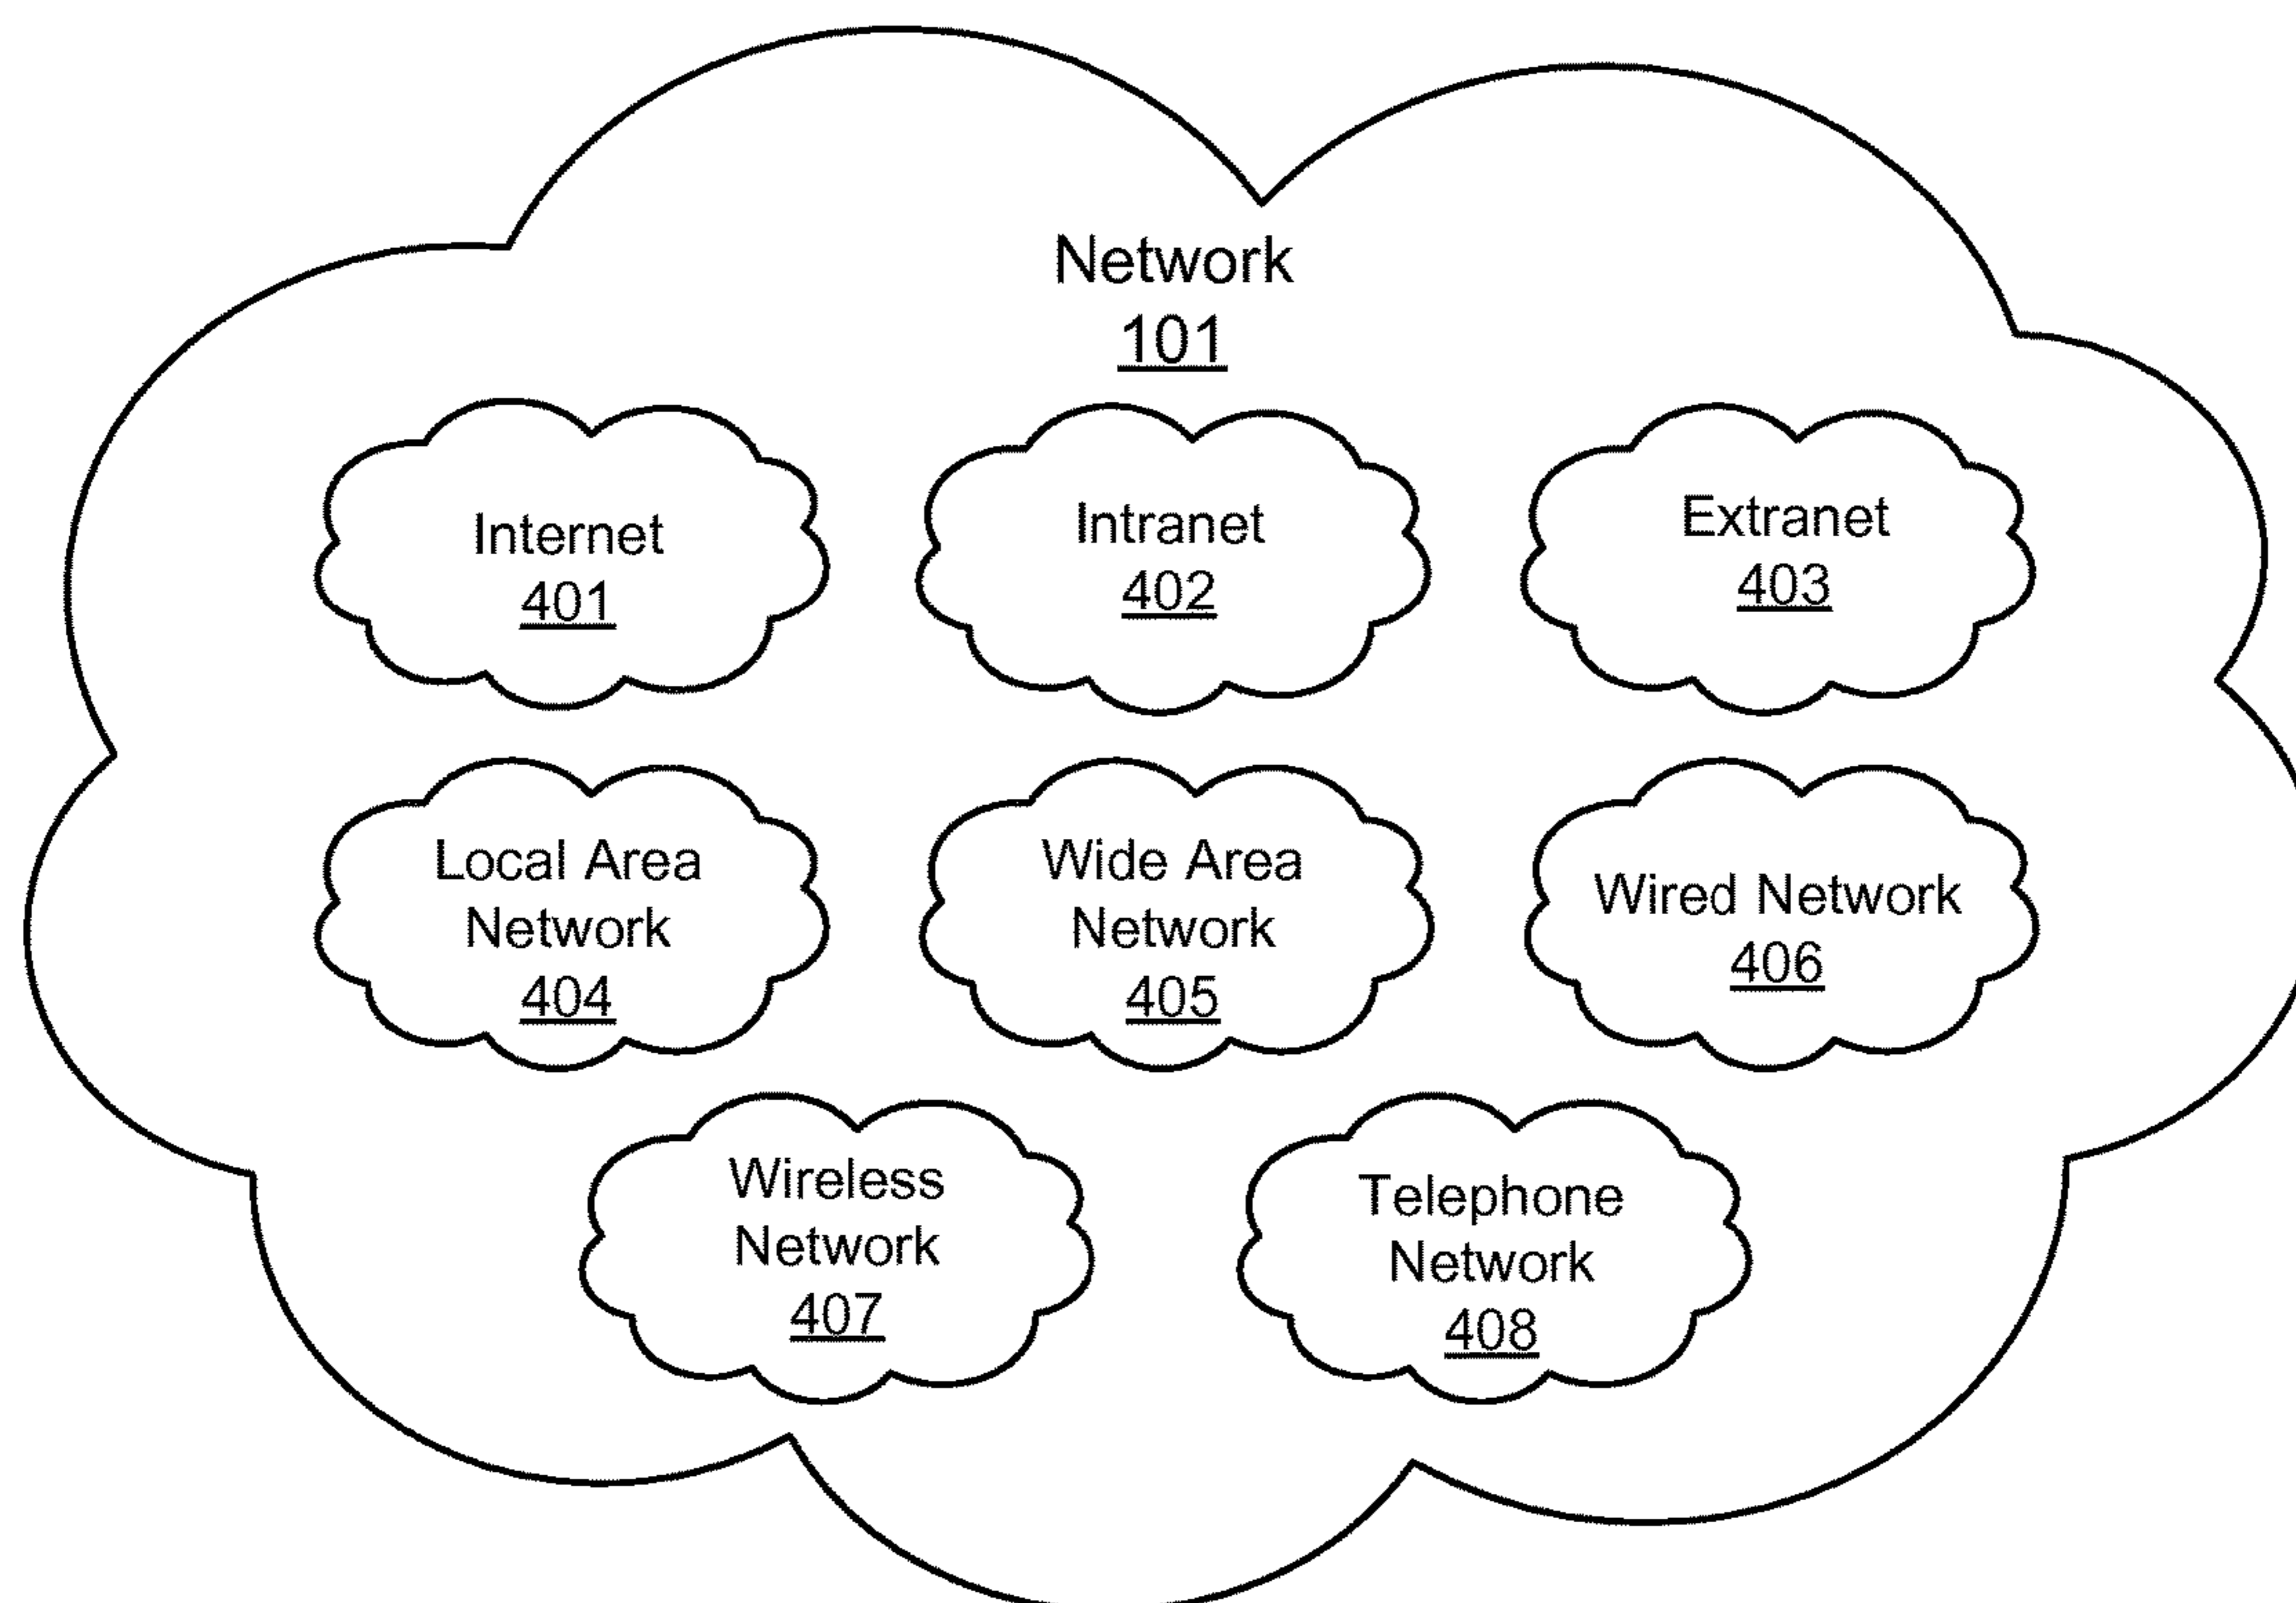 Network
101
Internet
401
Intranet
402
Extranet
403
Local Area
Network
404
Wide Area
Network
405
Wired Network
406
Wireless
Network
407
Telephone
Network
408